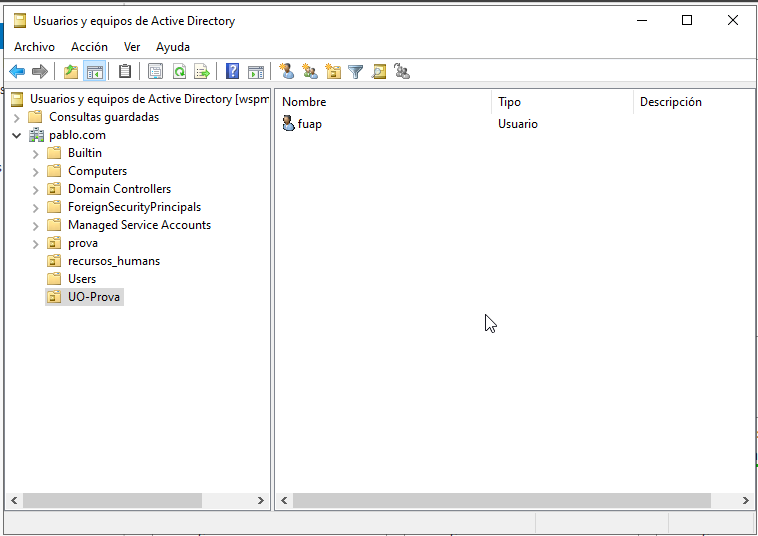 Usuarios y equipos de Active Directory
Archivo Acción Ver Ayuda
Usuarios y equipos de Active Directory [wspm
Consultas guardadas
pablo.com
Builtin
Computers
Domain Controllers
ForeignSecurityPrincipals
Managed Service Accounts
prova
recursos_humans
Users
UO-Prova
Nombre Tipo Descripción
fuap Usuario